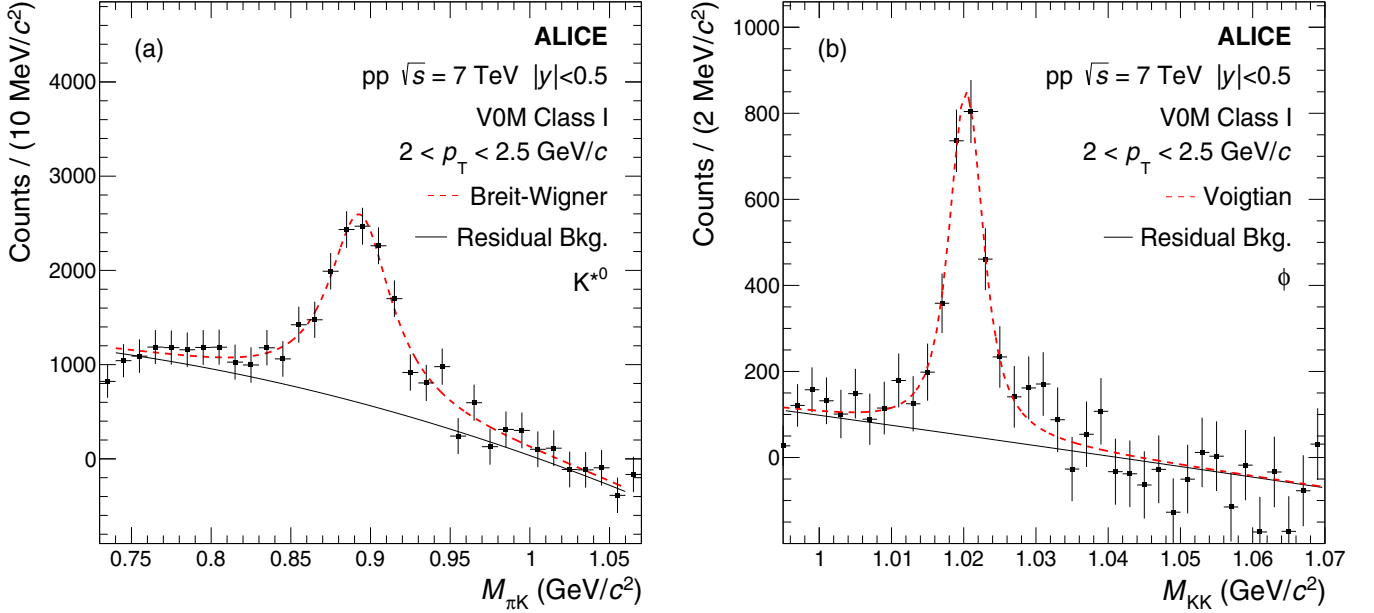 (a)
ALICE
pp √s = 7 TeV |y|<0.5
V0M Class I
2 < p_T < 2.5 GeV/c
Breit-Wigner
Residual Bkg.
K*0
Counts / (10 MeV/c²)
4000
3000
2000
1000
0
0.75 0.8 0.85 0.9 0.95 1 1.05
M_πK (GeV/c²)
(b)
ALICE
pp √s = 7 TeV |y|<0.5
V0M Class I
2 < p_T < 2.5 GeV/c
Voigtian
Residual Bkg.
ϕ
Counts / (2 MeV/c²)
1000
800
600
400
200
0
1 1.01 1.02 1.03 1.04 1.05 1.06 1.07
M_KK (GeV/c²)